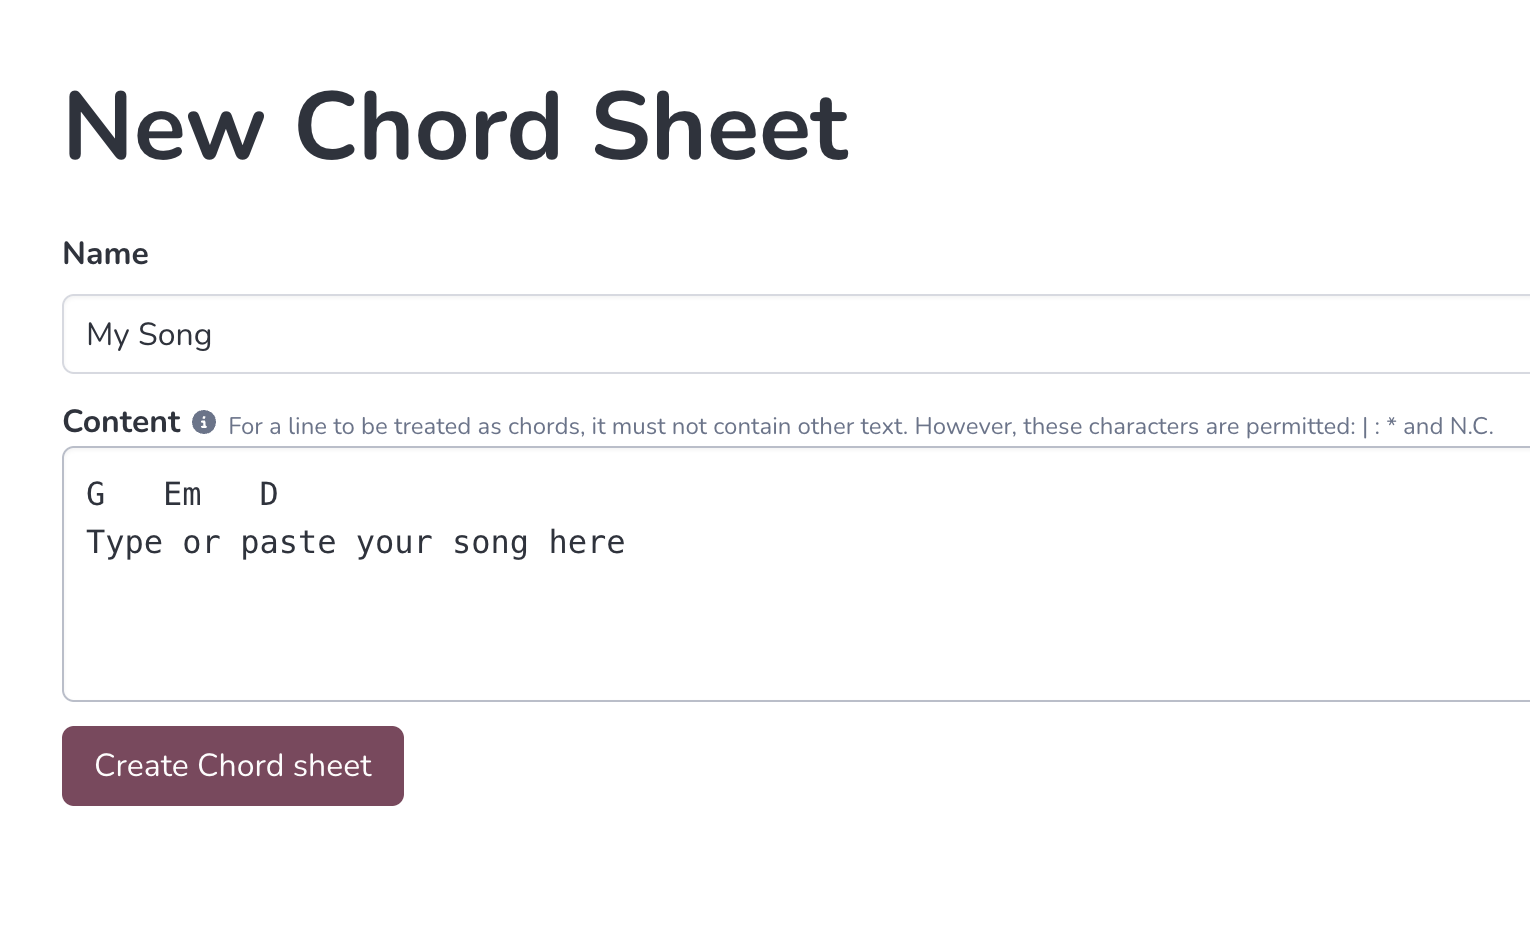 New Chord Sheet
Name
My Song
Content For a line to be treated as chords, it must not contain other text. However, these characters are permitted: | : * and N.C.
G   Em   D
Type or paste your song here
Create Chord sheet